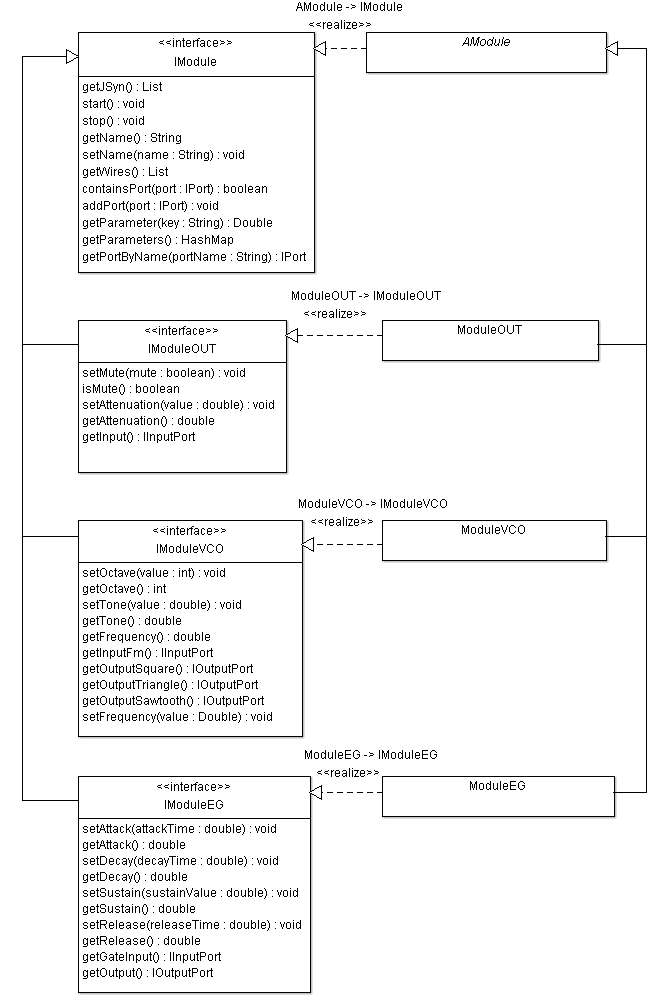 AModule -> IModule
<<realize>>
<<interface>>
IModule
AModule
getJSyn() : List
start() : void
stop() : void
getName() : String
setName(name : String) : void
getWires() : List
containsPort(port : IPort) : boolean
addPort(port : IPort) : void
getParameter(key : String) : Double
getParameters() : HashMap
getPortByName(portName : String) : IPort
ModuleOUT -> IModuleOUT
<<realize>>
<<interface>>
IModuleOUT
ModuleOUT
setMute(mute : boolean) : void
isMute() : boolean
setAttenuation(value : double) : void
getAttenuation() : double
getInput() : IInputPort
ModuleVCO -> IModuleVCO
<<realize>>
<<interface>>
IModuleVCO
ModuleVCO
setOctave(value : int) : void
getOctave() : int
setTone(value : double) : void
getTone() : double
getFrequency() : double
getInputFm() : IInputPort
getOutputSquare() : IOutputPort
getOutputTriangle() : IOutputPort
getOutputSawtooth() : IOutputPort
setFrequency(value : Double) : void
ModuleEG -> IModuleEG
<<realize>>
<<interface>>
IModuleEG
ModuleEG
setAttack(attackTime : double) : void
getAttack() : double
setDecay(decayTime : double) : void
getDecay() : double
setSustain(sustainValue : double) : void
getSustain() : double
setRelease(releaseTime : double) : void
getRelease() : double
getGateInput() : IInputPort
getOutput() : IOutputPort